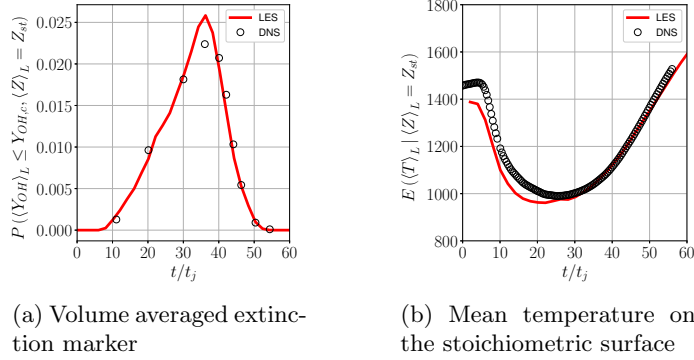 P (⟨Y_OH⟩_L ≤ Y_OH,c, ⟨Z⟩_L = Z_st)
0.025
0.020
0.015
0.010
0.005
0.000
0 10 20 30 40 50 60
t/t_j
LES
DNS
(a) Volume averaged extinc-
tion marker
E (⟨T⟩_L | ⟨Z⟩_L = Z_st)
1800
1600
1400
1200
1000
800
0 10 20 30 40 50 60
t/t_j
LES
DNS
(b) Mean temperature on
the stoichiometric surface